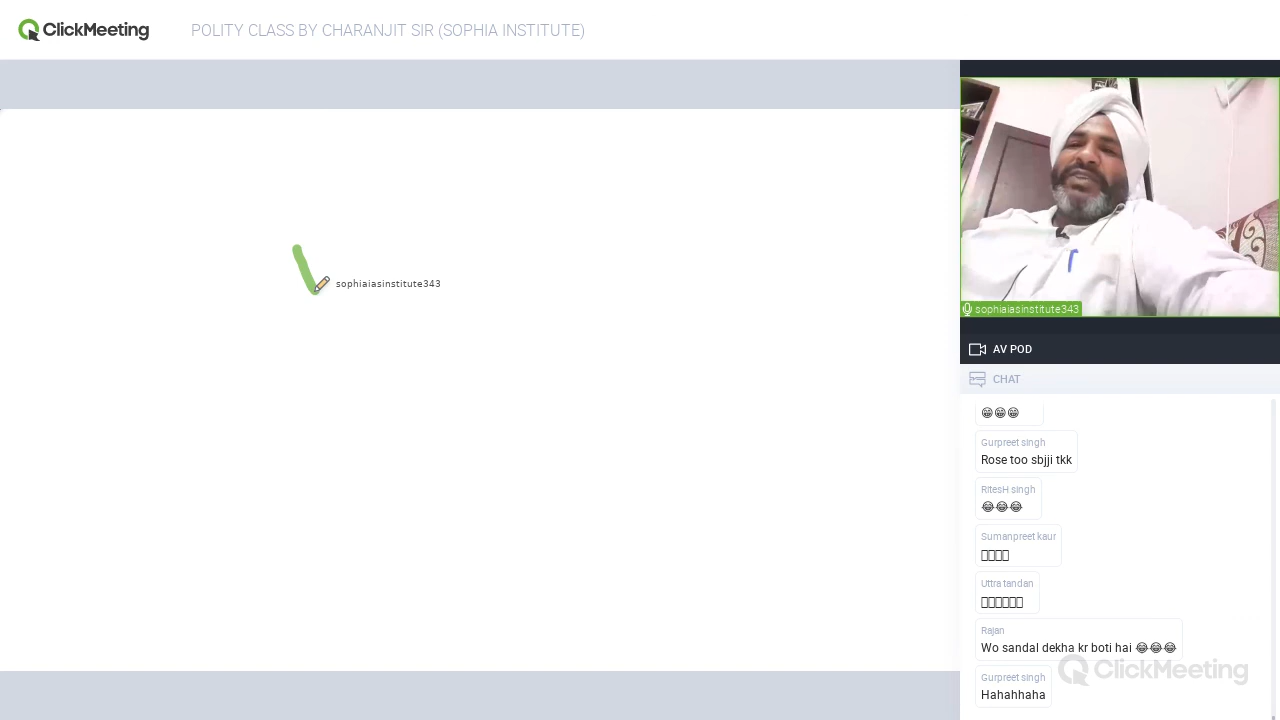 ClickMeeting
POLITY CLASS BY CHARANJIT SIR (SOPHIA INSTITUTE)
sophiaiasinstitute343
sophiaiasinstitute343
AV POD
CHAT
😁😁😁
Gurpreet singh
Rose too sbjji tkk
RitesH singh
😂😂😂
Sumanpreet kaur
Uttra tandan
Rajan
Wo sandal dekha kr boti hai 😂😂😂
Gurpreet singh
Hahahhaha
ClickMeeting